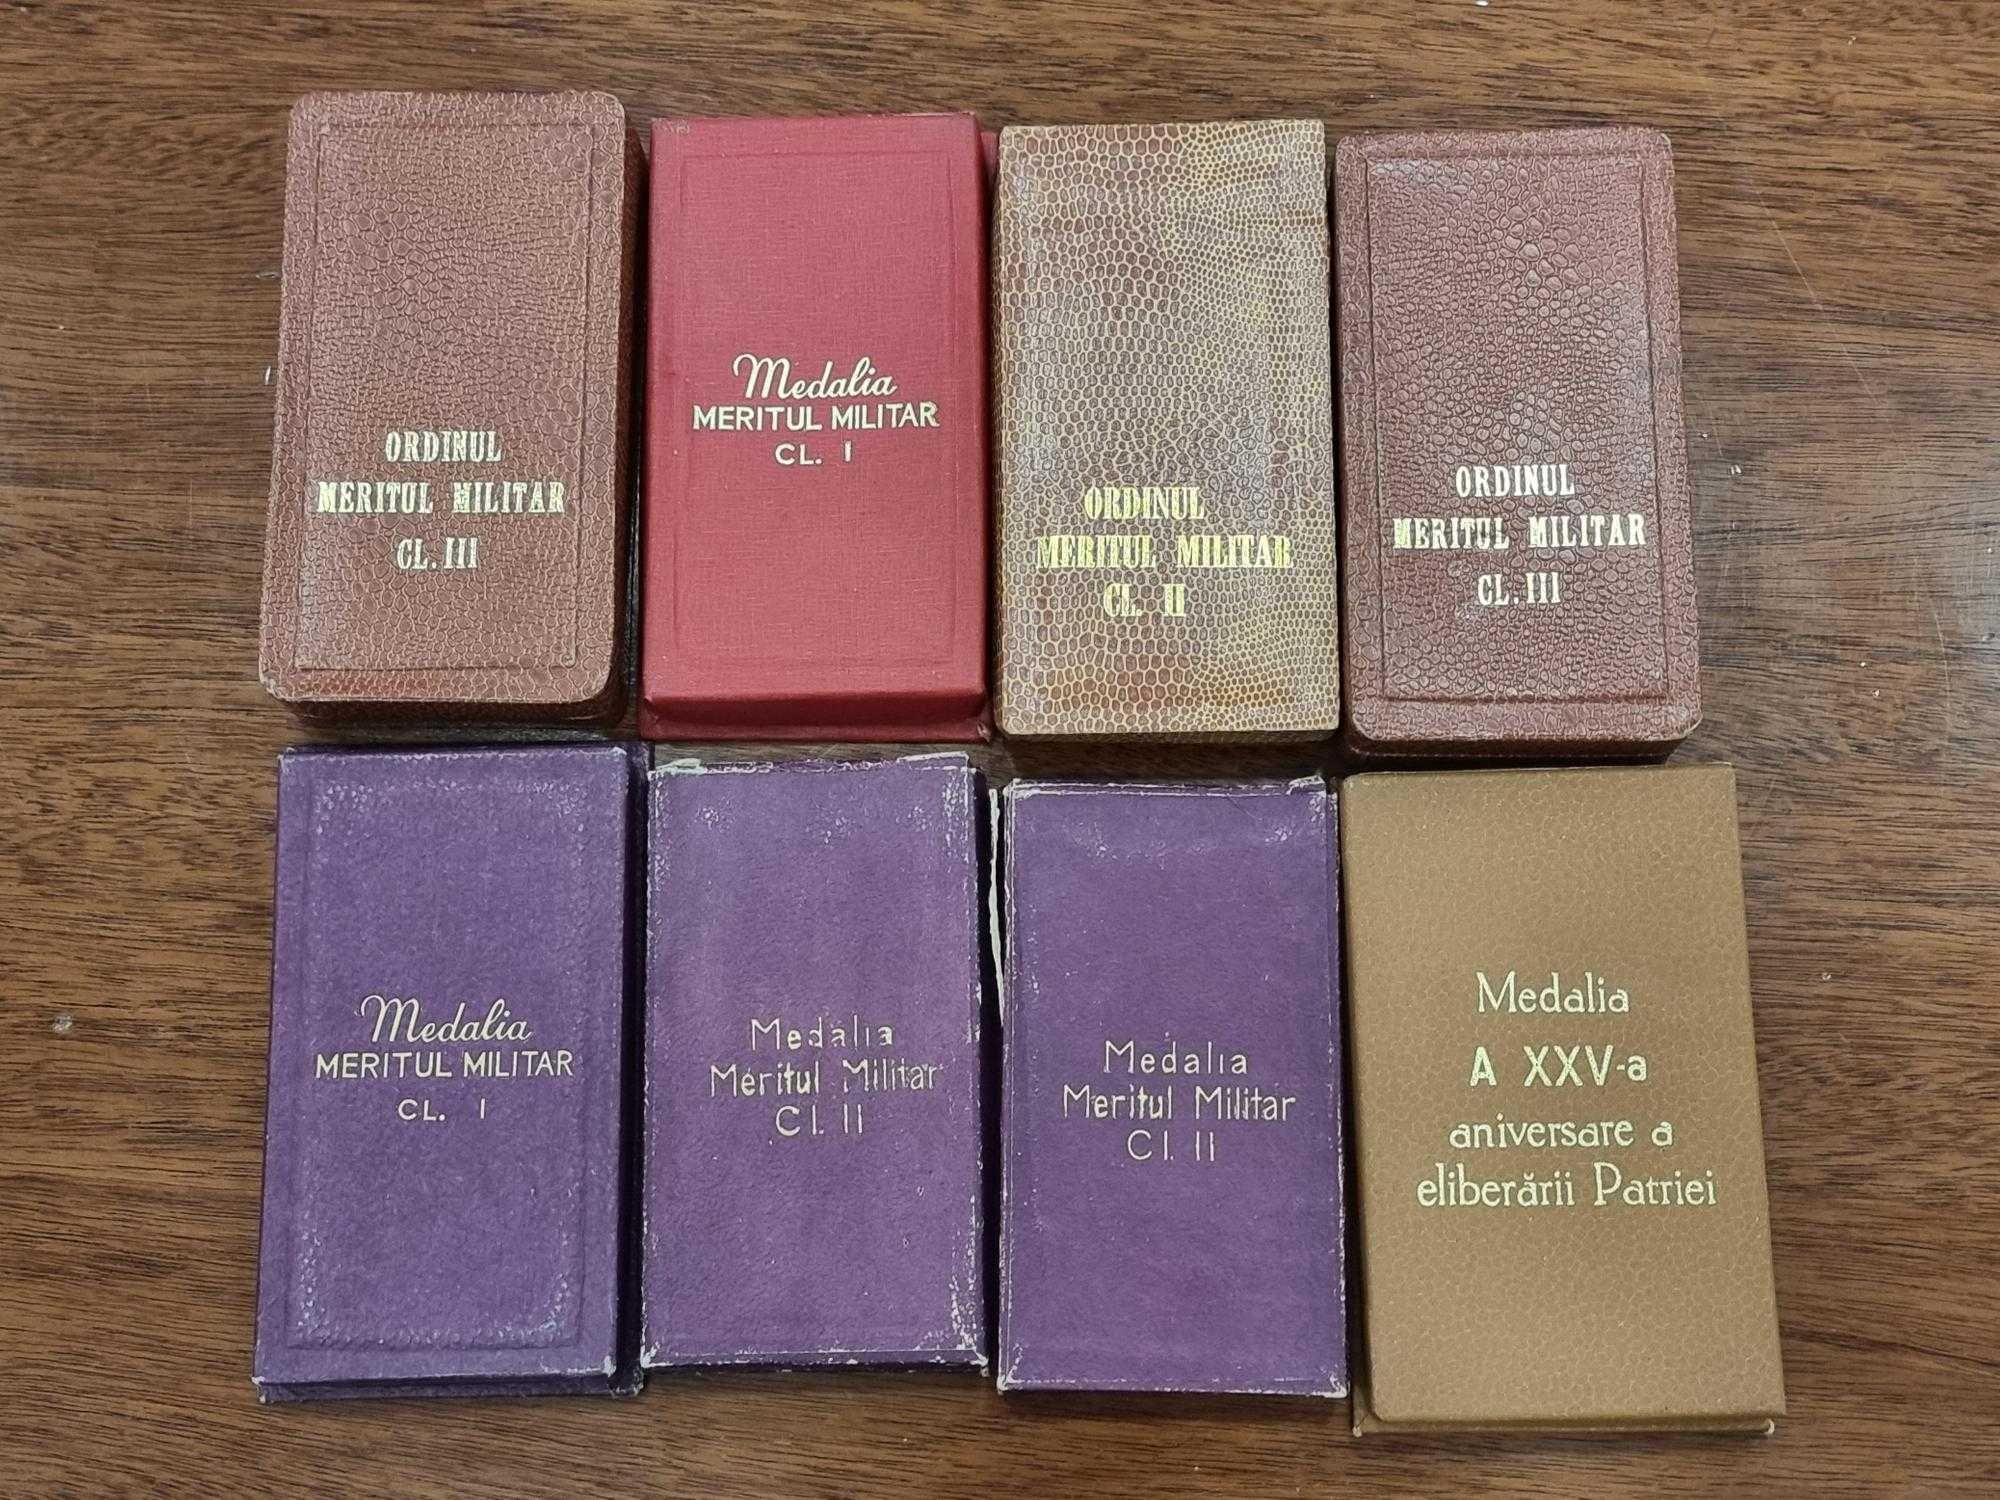 ORDINUL
MERITUL MILITAR
CL. III
Medalia
MERITUL MILITAR
CL. I
ORDINUL
MERITUL MILITAR
CL. II
ORDINUL
MERITUL MILITAR
CL. III
Medalia
MERITUL MILITAR
CL. I
Medalia
Meritul Militar
Cl. II
Medalia
Meritul Militar
Cl. II
Medalia
A XXV-a
aniversare a
eliberării Patriei